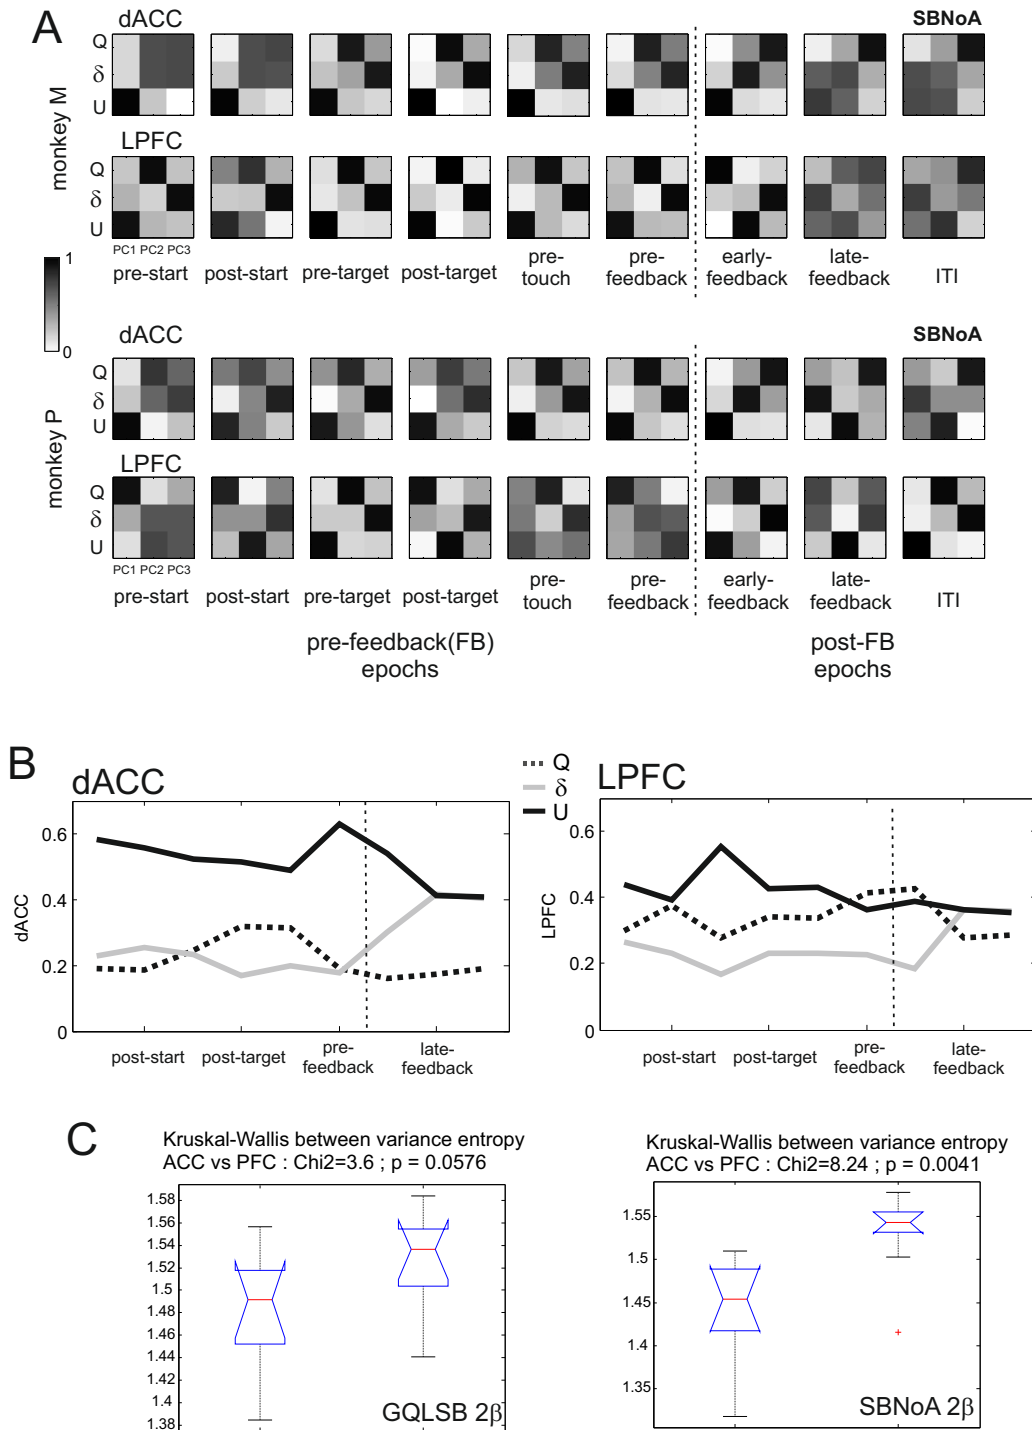 A
dACC
SBNoA
Q
δ
U
monkey M
LPFC
Q
δ
U
PC1 PC2 PC3
pre-start
post-start
pre-target
post-target
pre-
touch
pre-
feedback
early-
feedback
late-
feedback
ITI
1
0
dACC
SBNoA
Q
δ
U
monkey P
LPFC
Q
δ
U
PC1 PC2 PC3
pre-start
post-start
pre-target
post-target
pre-
touch
pre-
feedback
early-
feedback
late-
feedback
ITI
pre-feedback(FB)
epochs
post-FB
epochs
B
dACC
Q
δ
U
LPFC
0.6
0.4
0.2
0
dACC
post-start
post-target
pre-
feedback
late-
feedback
0.6
0.4
0.2
0
LPFC
post-start
post-target
pre-
feedback
late-
feedback
C
Kruskal-Wallis between variance entropy
ACC vs PFC : Chi2=3.6 ; p = 0.0576
1.58
1.56
1.54
1.52
1.5
1.48
1.46
1.44
1.42
1.4
1.38
GQLSB 2β
Kruskal-Wallis between variance entropy
ACC vs PFC : Chi2=8.24 ; p = 0.0041
1.55
1.5
1.45
1.4
1.35
SBNoA 2β